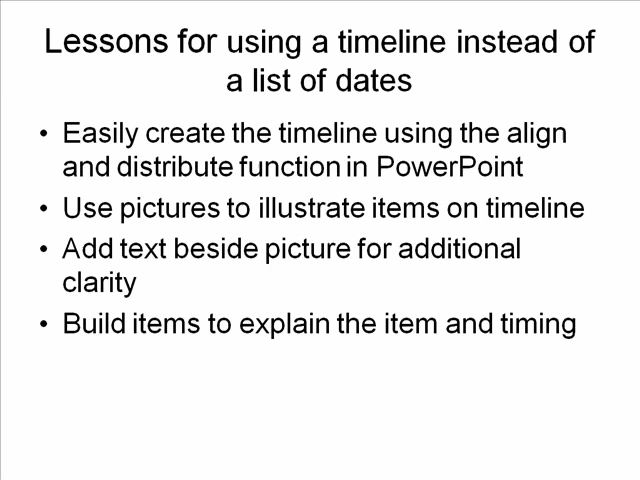 Lessons for using a timeline instead of
a list of dates
• Easily create the timeline using the align
and distribute function in PowerPoint
• Use pictures to illustrate items on timeline
• Add text beside picture for additional
clarity
• Build items to explain the item and timing